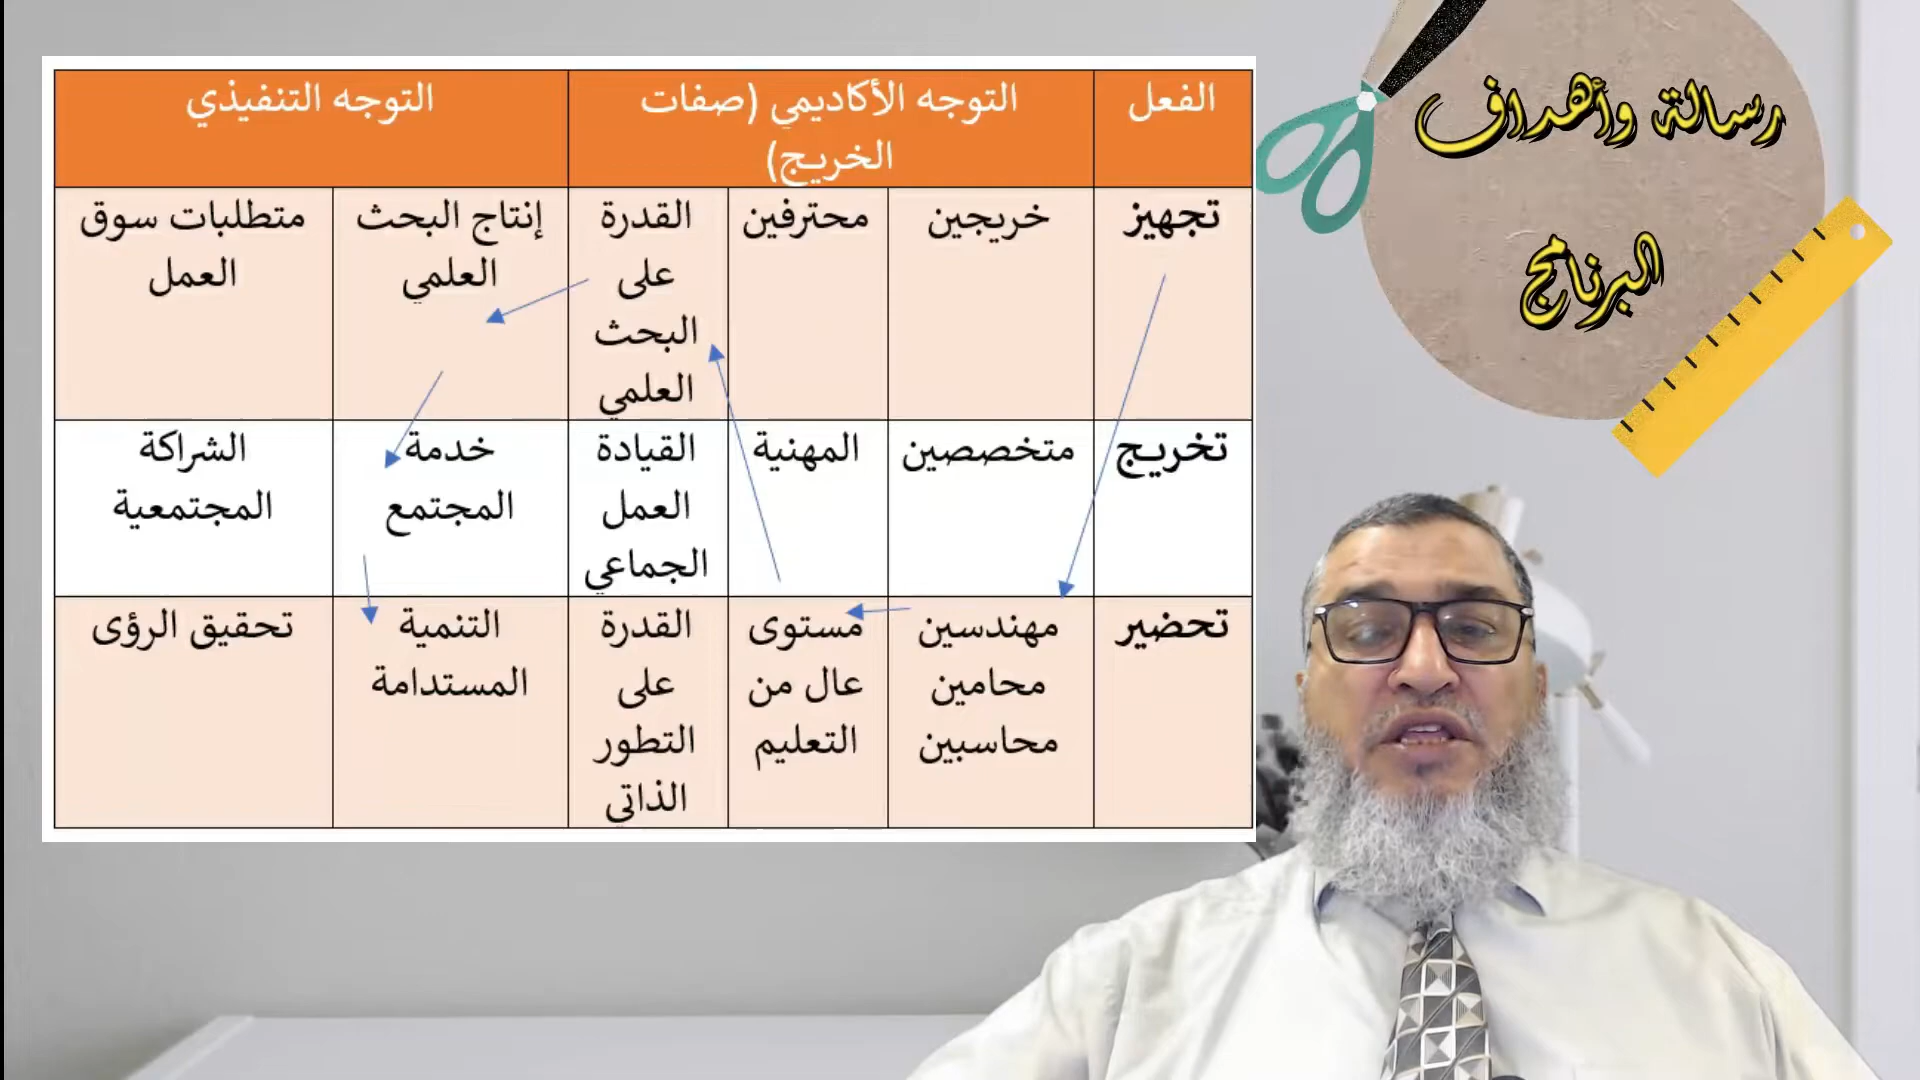 رسالة وأهداف
البرنامج
الفعل
التوجه الأكاديمي (صفات
الخريج)
التوجه التنفيذي
تجهيز
خريجين
محترفين
القدرة
على
البحث
العلمي
إنتاج البحث
العلمي
متطلبات سوق
العمل
تخريج
متخصصين
المهنية
القيادة
العمل
الجماعي
خدمة
المجتمع
الشراكة
المجتمعية
تحضير
مهندسين
محامين
محاسبين
مستوى
عال من
التعليم
القدرة
على
التطور
الذاتي
التنمية
المستدامة
تحقيق الرؤى